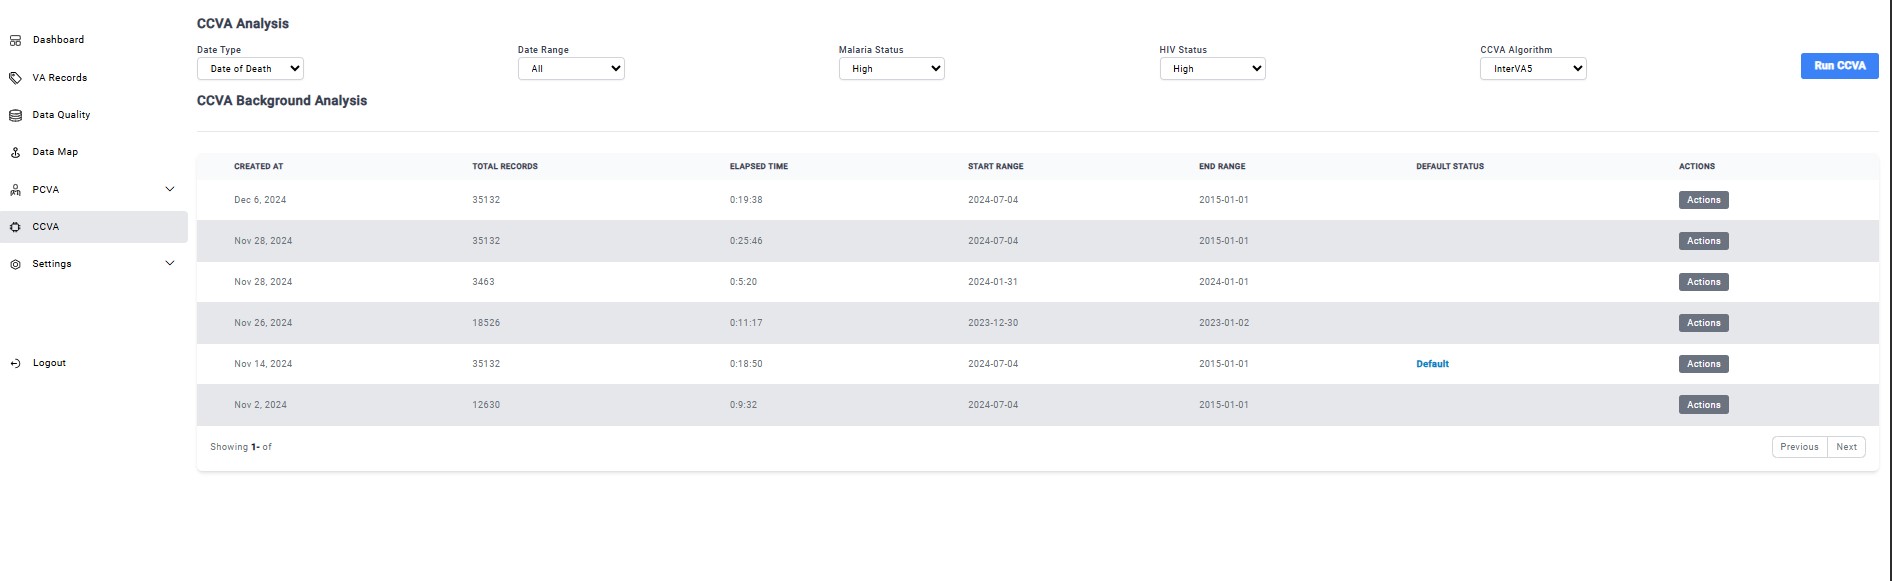 Dashboard
VA Records
Data Quality
Data Map
PCVA
CCVA
Settings
Logout
CCVA Analysis
Date Type Date Range Malaria Status HIV Status CCVA Algorithm
Date of Death All High High InterVA5 Run CCVA
CCVA Background Analysis
CREATED AT TOTAL RECORDS ELAPSED TIME START RANGE END RANGE DEFAULT STATUS ACTIONS
Dec 6, 2024 35132 0:19:38 2024-07-04 2015-01-01 Actions
Nov 28, 2024 35132 0:25:46 2024-07-04 2015-01-01 Actions
Nov 28, 2024 3463 0:5:20 2024-01-31 2024-01-01 Actions
Nov 26, 2024 18526 0:11:17 2023-12-30 2023-01-02 Actions
Nov 14, 2024 35132 0:18:50 2024-07-04 2015-01-01 Default Actions
Nov 2, 2024 12630 0:9:32 2024-07-04 2015-01-01 Actions
Showing 1- of Previous Next